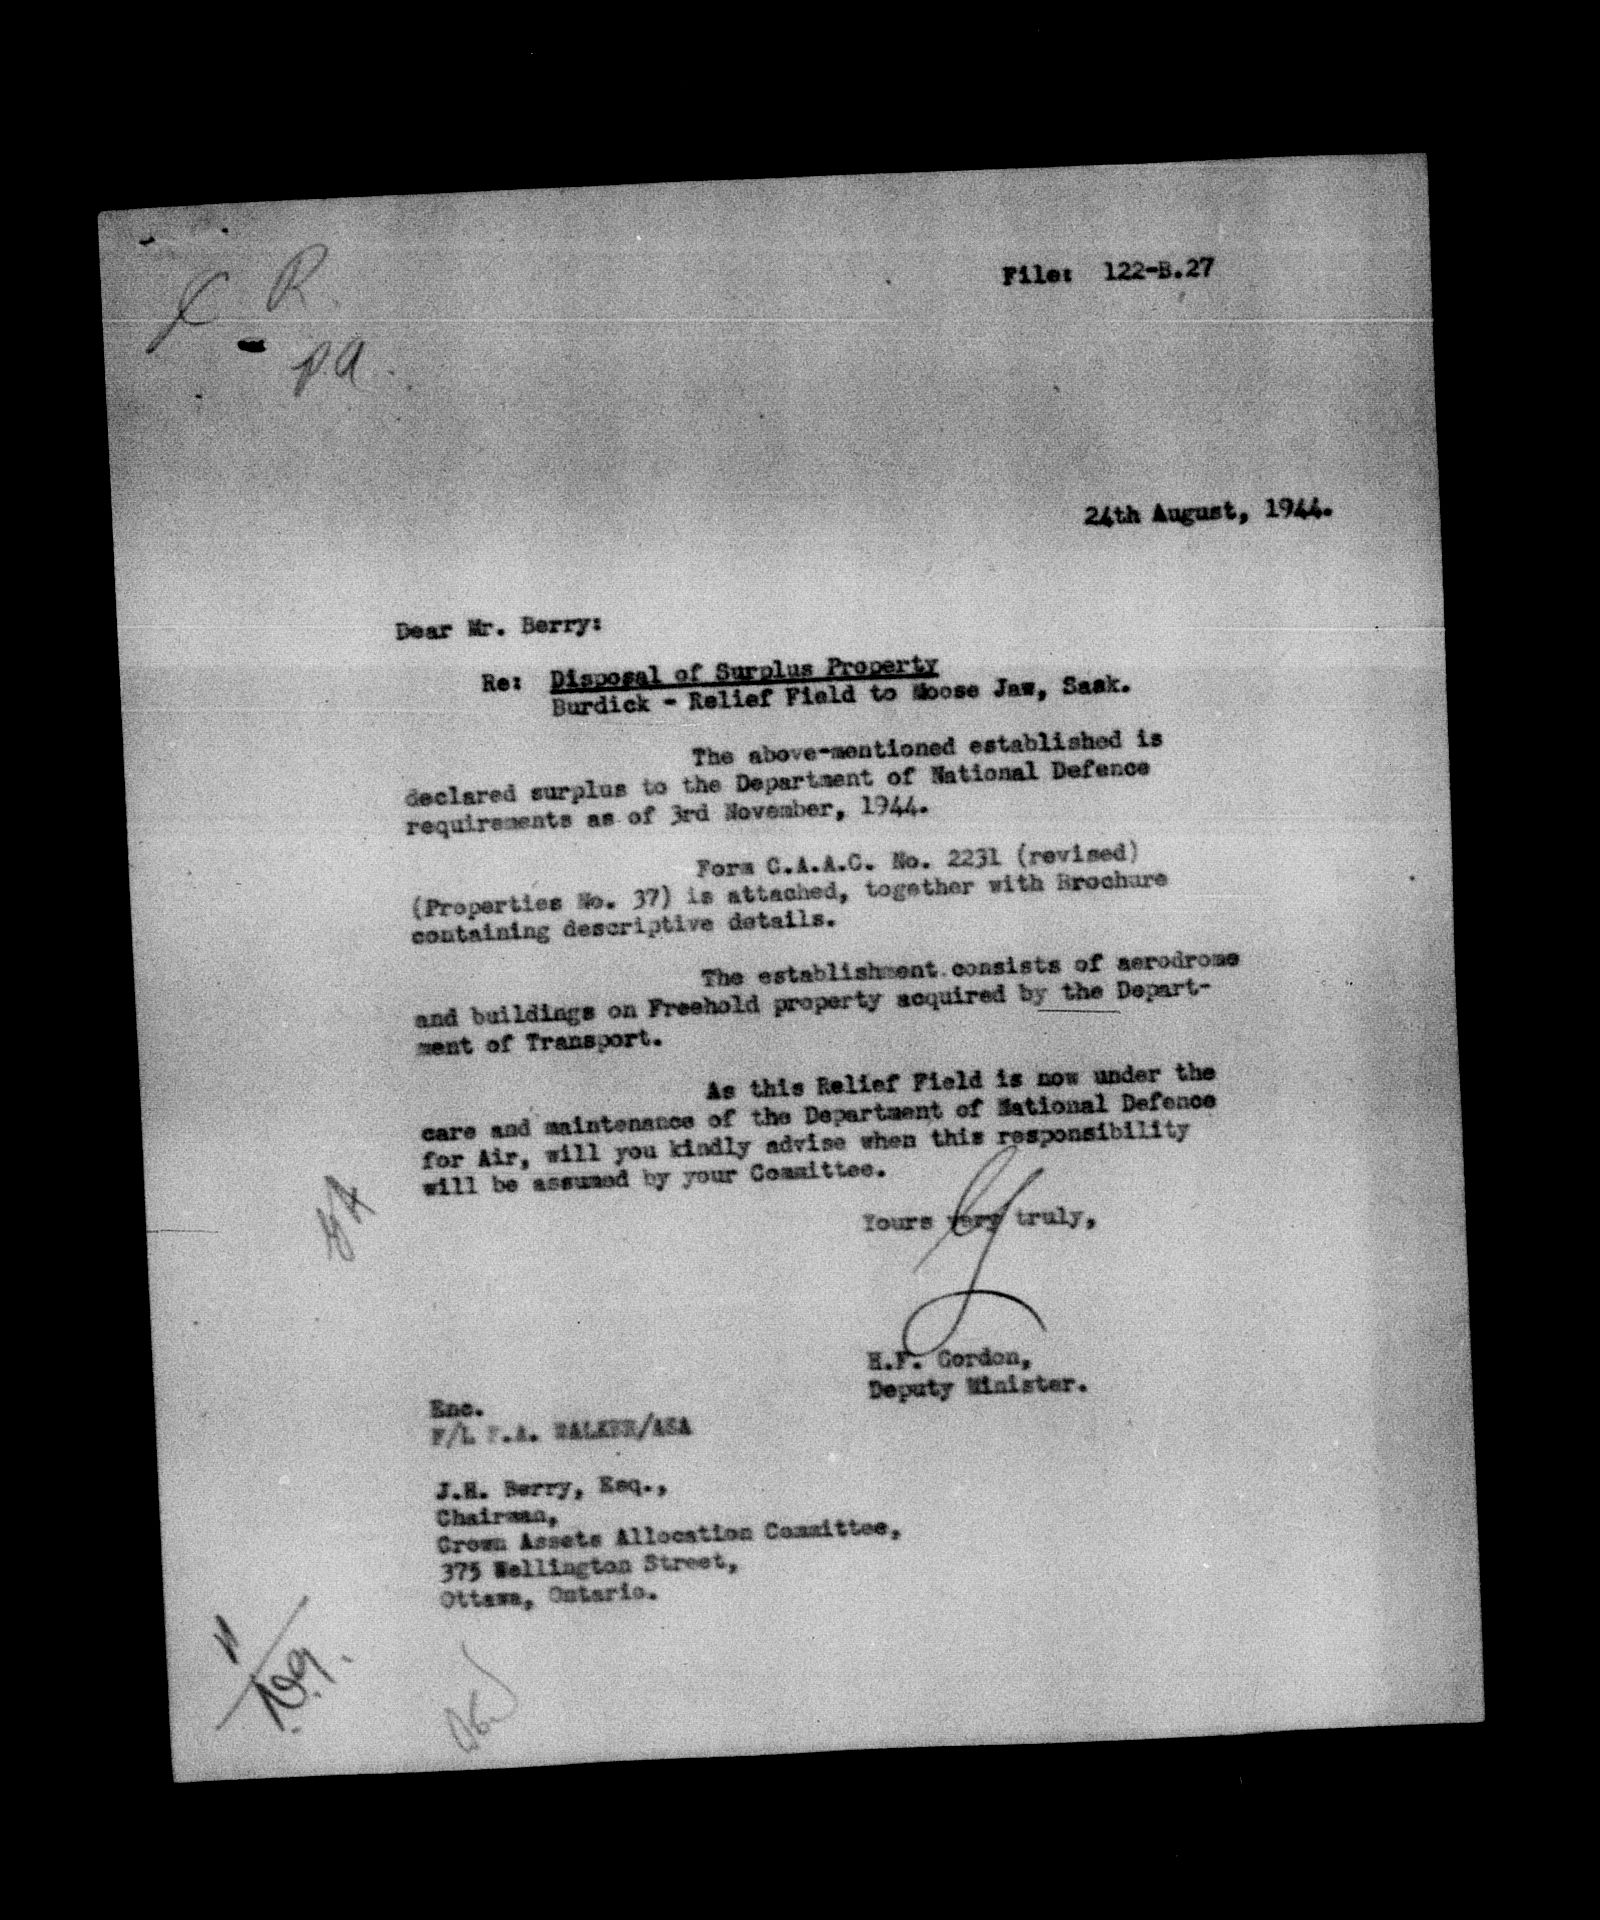 R
p.a.
File: 122-B.27
24th August, 1944.
Dear Mr. Berry:
Re: Disposal of Surplus Property
Burdick - Relief Field to Moose Jaw, Sask.
The above-mentioned established is
declared surplus to the Department of National Defence
requirements as of 3rd November, 1944.
Form C.A.A.C. No. 2231 (revised)
(Properties No. 37) is attached, together with Brochure
containing descriptive details.
The establishment consists of aerodrome
and buildings on Freehold property acquired by the Depart-
ment of Transport.
As this Relief Field is now under the
care and maintenance of the Department of National Defence
for Air, will you kindly advise when this responsibility
will be assumed by your Committee.
Yours very truly,
H.F. Gordon,
Deputy Minister.
Enc.
F/L F.A. WALKER/ASA
J.H. Berry, Esq.,
Chairman,
Crown Assets Allocation Committee,
375 Wellington Street,
Ottawa, Ontario.